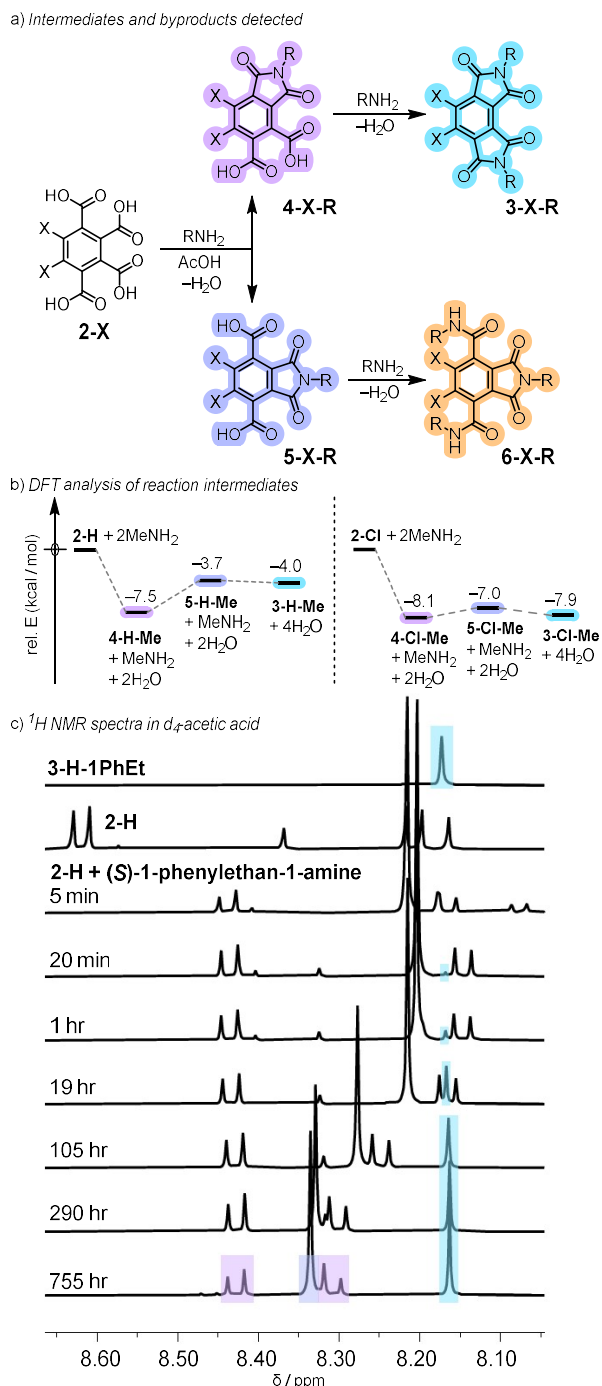 a) Intermediates and byproducts detected
R
O N O
X
X
O
HO O OH
4-X-R
RNH2
–H2O
R
O N O
X
X
O
O N O
R
3-X-R
HO O OH
X O
X O
HO O OH
2-X
RNH2
AcOH
–H2O
HO O
O
X
N–R
X
O
HO O
5-X-R
RNH2
–H2O
H
R N O
O
X
N–R
X
O
R N O
H
6-X-R
b) DFT analysis of reaction intermediates
rel. E (kcal / mol)
2-H + 2MeNH2
–7.5
4-H-Me
+ MeNH2
+ 2H2O
–3.7
5-H-Me
+ MeNH2
+ 2H2O
–4.0
3-H-Me
+ 4H2O
2-Cl + 2MeNH2
–8.1
4-Cl-Me
+ MeNH2
+ 2H2O
–7.0
5-Cl-Me
+ MeNH2
+ 2H2O
–7.9
3-Cl-Me
+ 4H2O
c) 1H NMR spectra in d4-acetic acid
3-H-1PhEt
2-H
2-H + (S)-1-phenylethan-1-amine
5 min
20 min
1 hr
19 hr
105 hr
290 hr
755 hr
8.60 8.50 8.40 8.30 8.20 8.10
δ / ppm